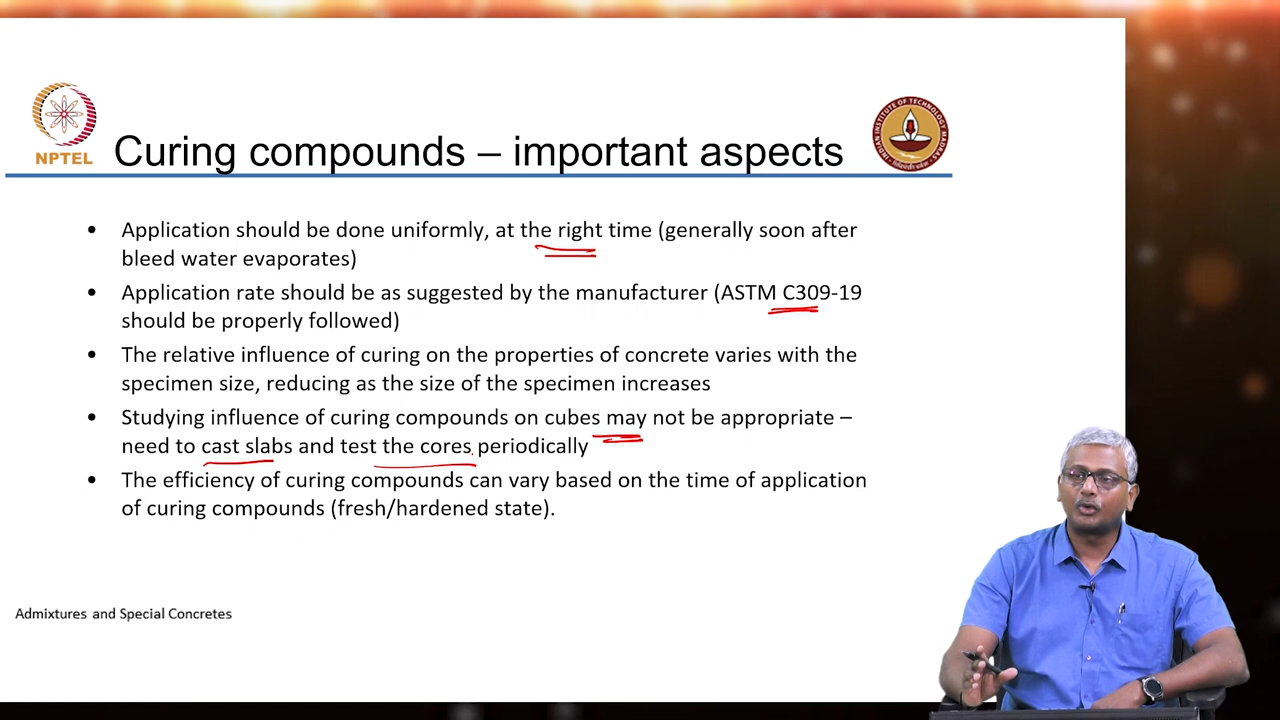 NPTEL
INDIAN INSTITUTE OF TECHNOLOGY MADRAS
Curing compounds – important aspects
• Application should be done uniformly, at the right time (generally soon after
bleed water evaporates)
• Application rate should be as suggested by the manufacturer (ASTM C309-19
should be properly followed)
• The relative influence of curing on the properties of concrete varies with the
specimen size, reducing as the size of the specimen increases
• Studying influence of curing compounds on cubes may not be appropriate –
need to cast slabs and test the cores periodically
• The efficiency of curing compounds can vary based on the time of application
of curing compounds (fresh/hardened state).
Admixtures and Special Concretes